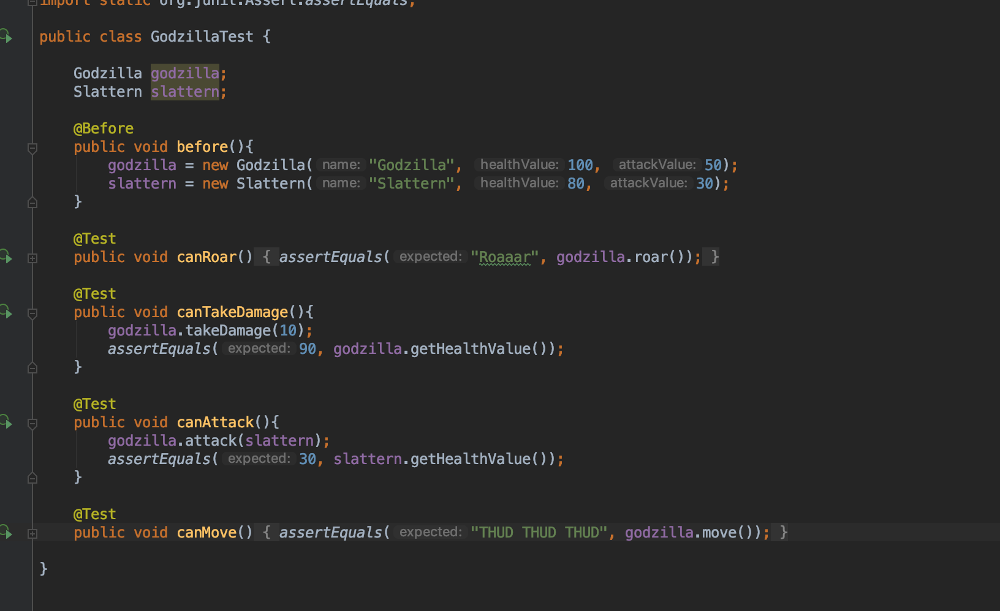 import static org.junit.Assert.assertEquals;
public class GodzillaTest {
Godzilla godzilla;
Slattern slattern;
@Before
public void before(){
godzilla = new Godzilla( name: "Godzilla", healthValue: 100, attackValue: 50);
slattern = new Slattern( name: "Slattern", healthValue: 80, attackValue: 30);
}
@Test
public void canRoar() { assertEquals( expected: "Roaaar", godzilla.roar()); }
@Test
public void canTakeDamage(){
godzilla.takeDamage(10);
assertEquals( expected: 90, godzilla.getHealthValue());
}
@Test
public void canAttack(){
godzilla.attack(slattern);
assertEquals( expected: 30, slattern.getHealthValue());
}
@Test
public void canMove() { assertEquals( expected: "THUD THUD THUD", godzilla.move()); }
}